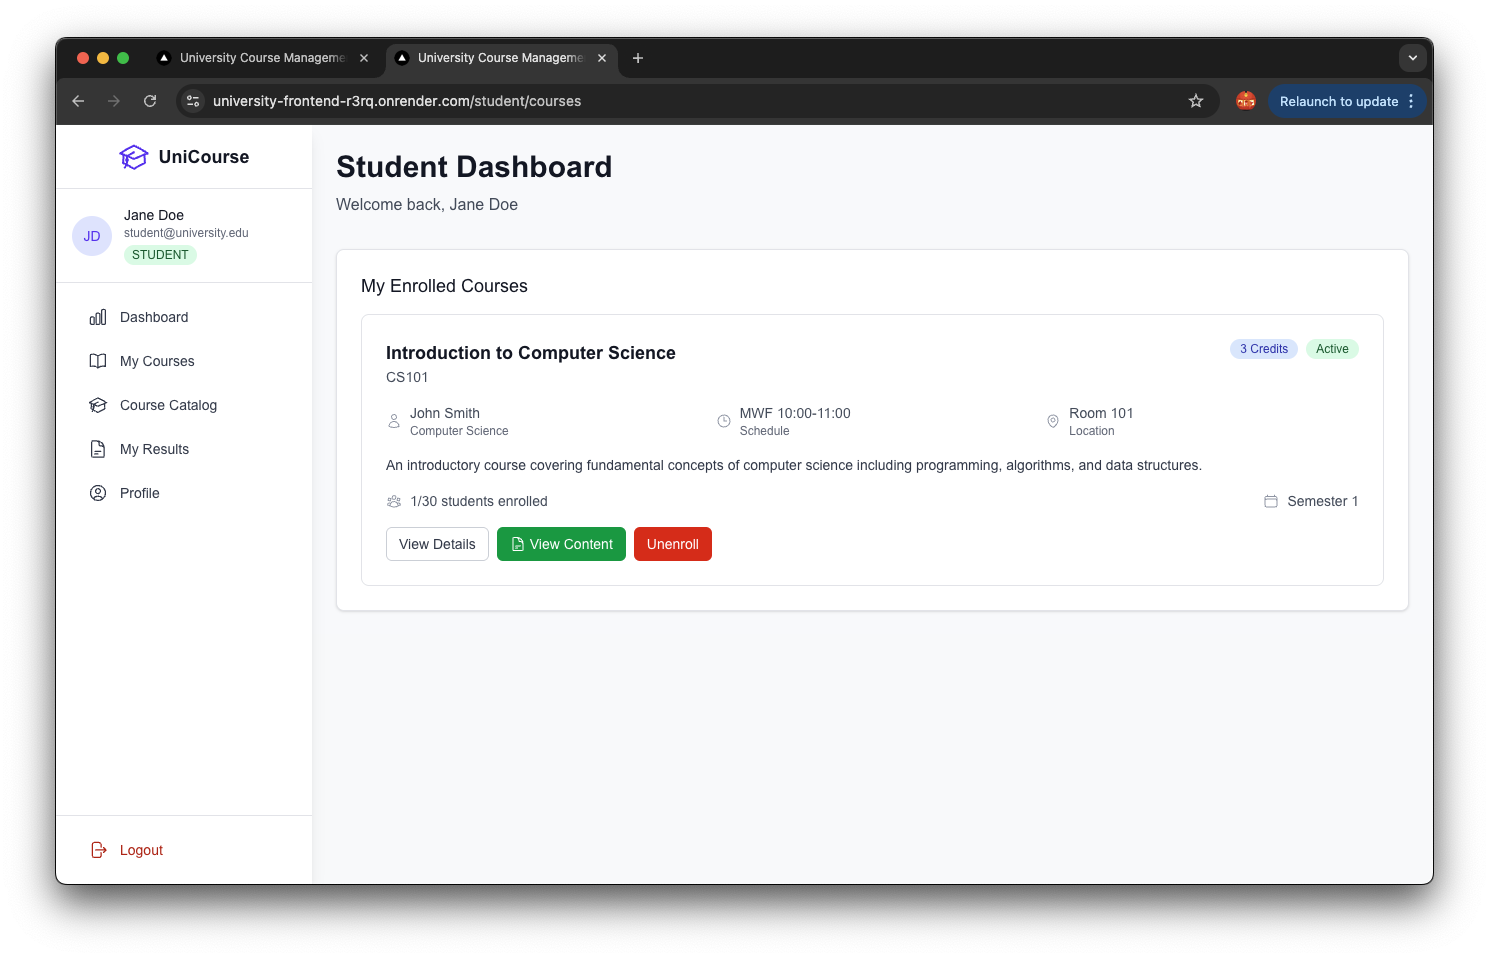 University Course Manageme
University Course Manageme
university-frontend-r3rq.onrender.com/student/courses
Relaunch to update
UniCourse
JD
Jane Doe
student@university.edu
STUDENT
Dashboard
My Courses
Course Catalog
My Results
Profile
Logout
Student Dashboard
Welcome back, Jane Doe
My Enrolled Courses
Introduction to Computer Science
3 Credits
Active
CS101
John Smith
Computer Science
MWF 10:00-11:00
Schedule
Room 101
Location
An introductory course covering fundamental concepts of computer science including programming, algorithms, and data structures.
1/30 students enrolled
Semester 1
View Details
View Content
Unenroll